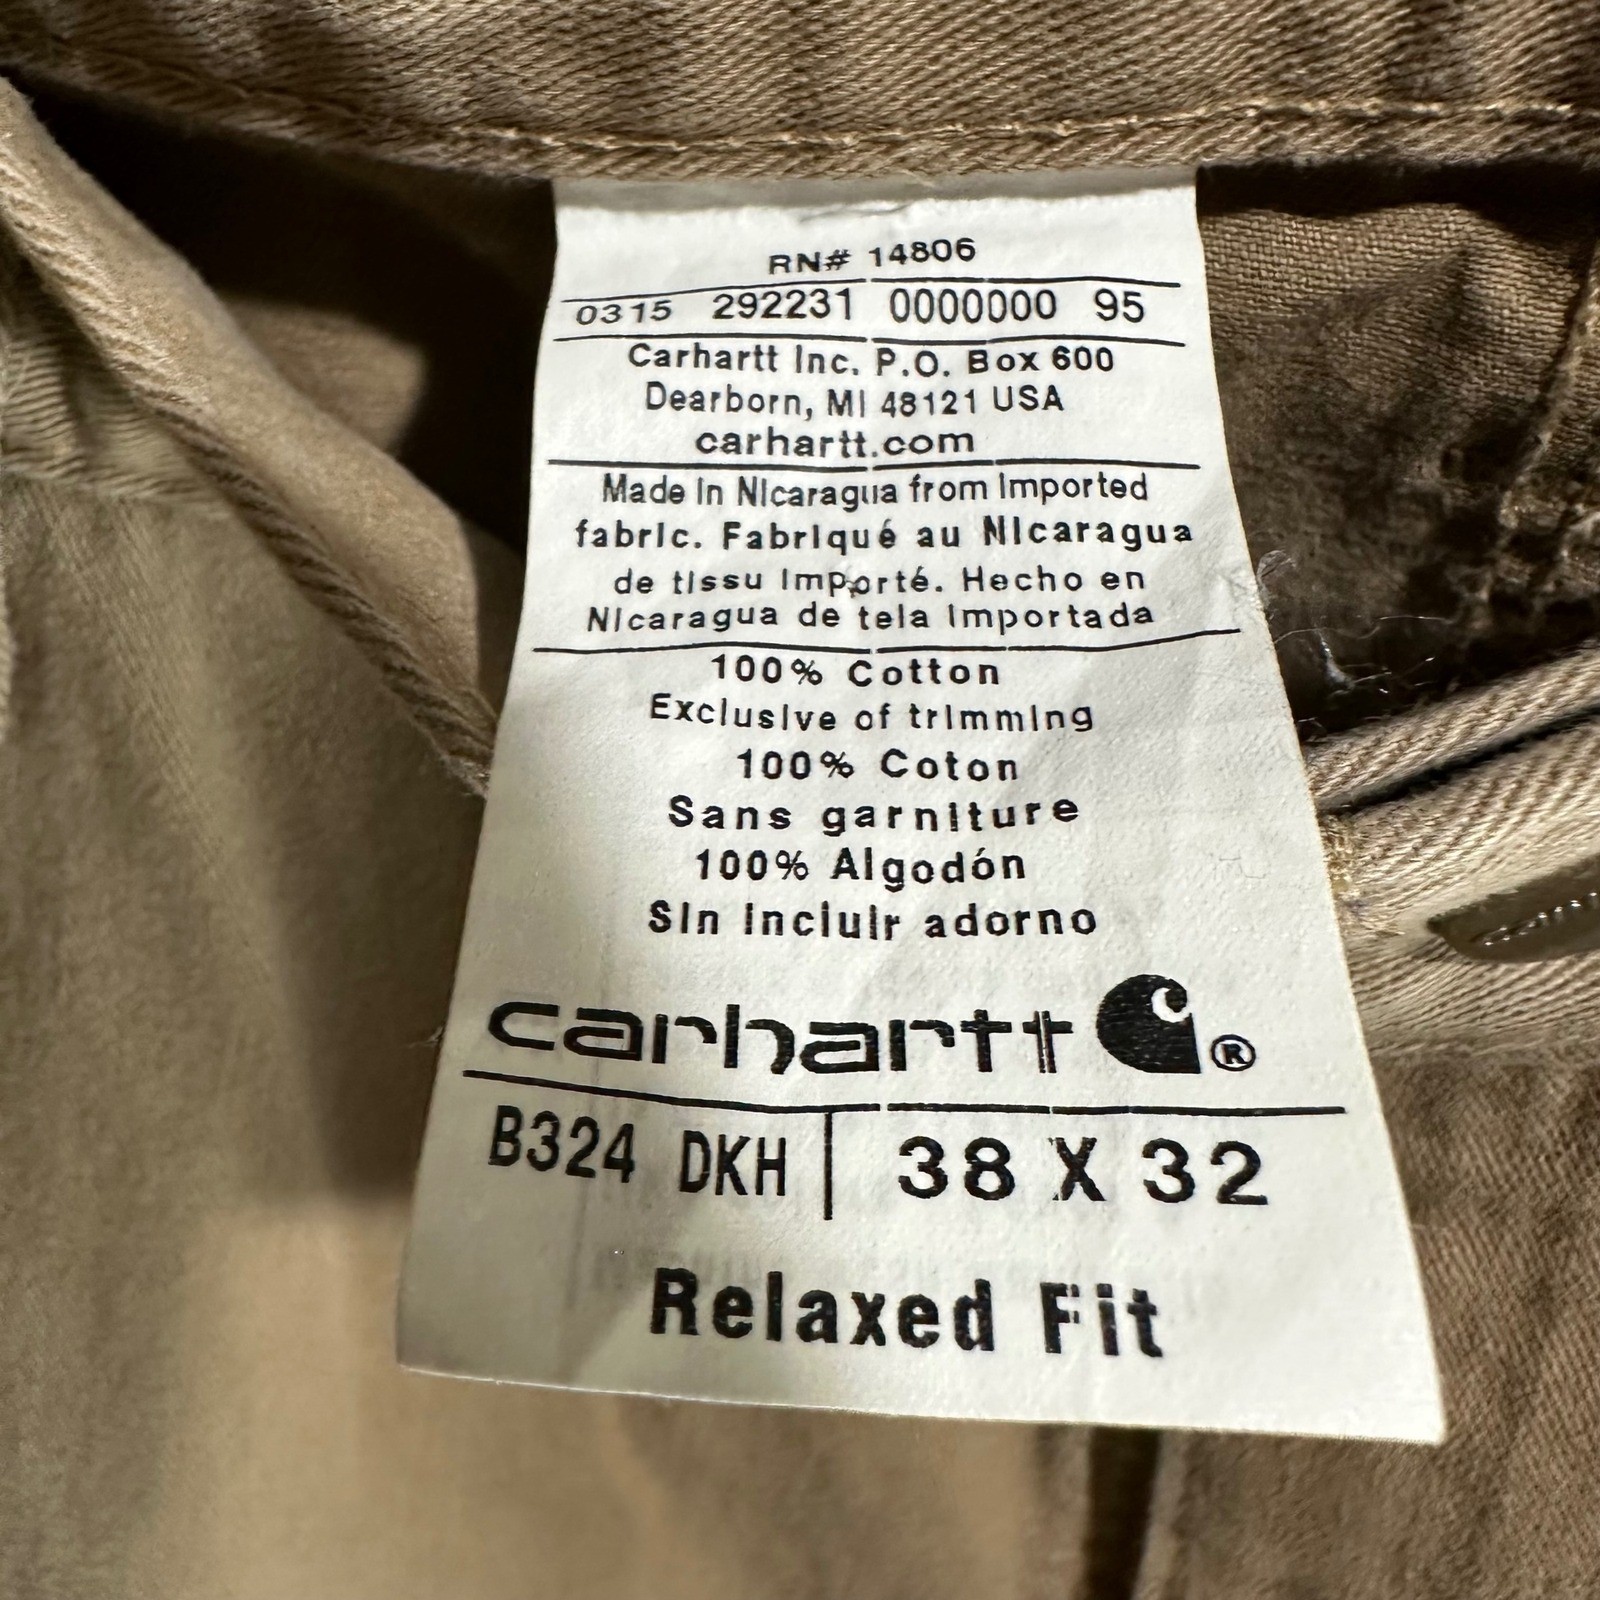 RN# 14806
0315 292231 0000000 95
Carhartt Inc. P.O. Box 600
Dearborn, MI 48121 USA
carhartt.com
Made in Nicaragua from Imported
fabric. Fabriqué au Nicaragua
de tissu importé. Hecho en
Nicaragua de tela importada
100% Cotton
Exclusive of trimming
100% Coton
Sans garniture
100% Algodón
Sin incluir adorno
carhartt ®
B324 DKH 38 X 32
Relaxed Fit